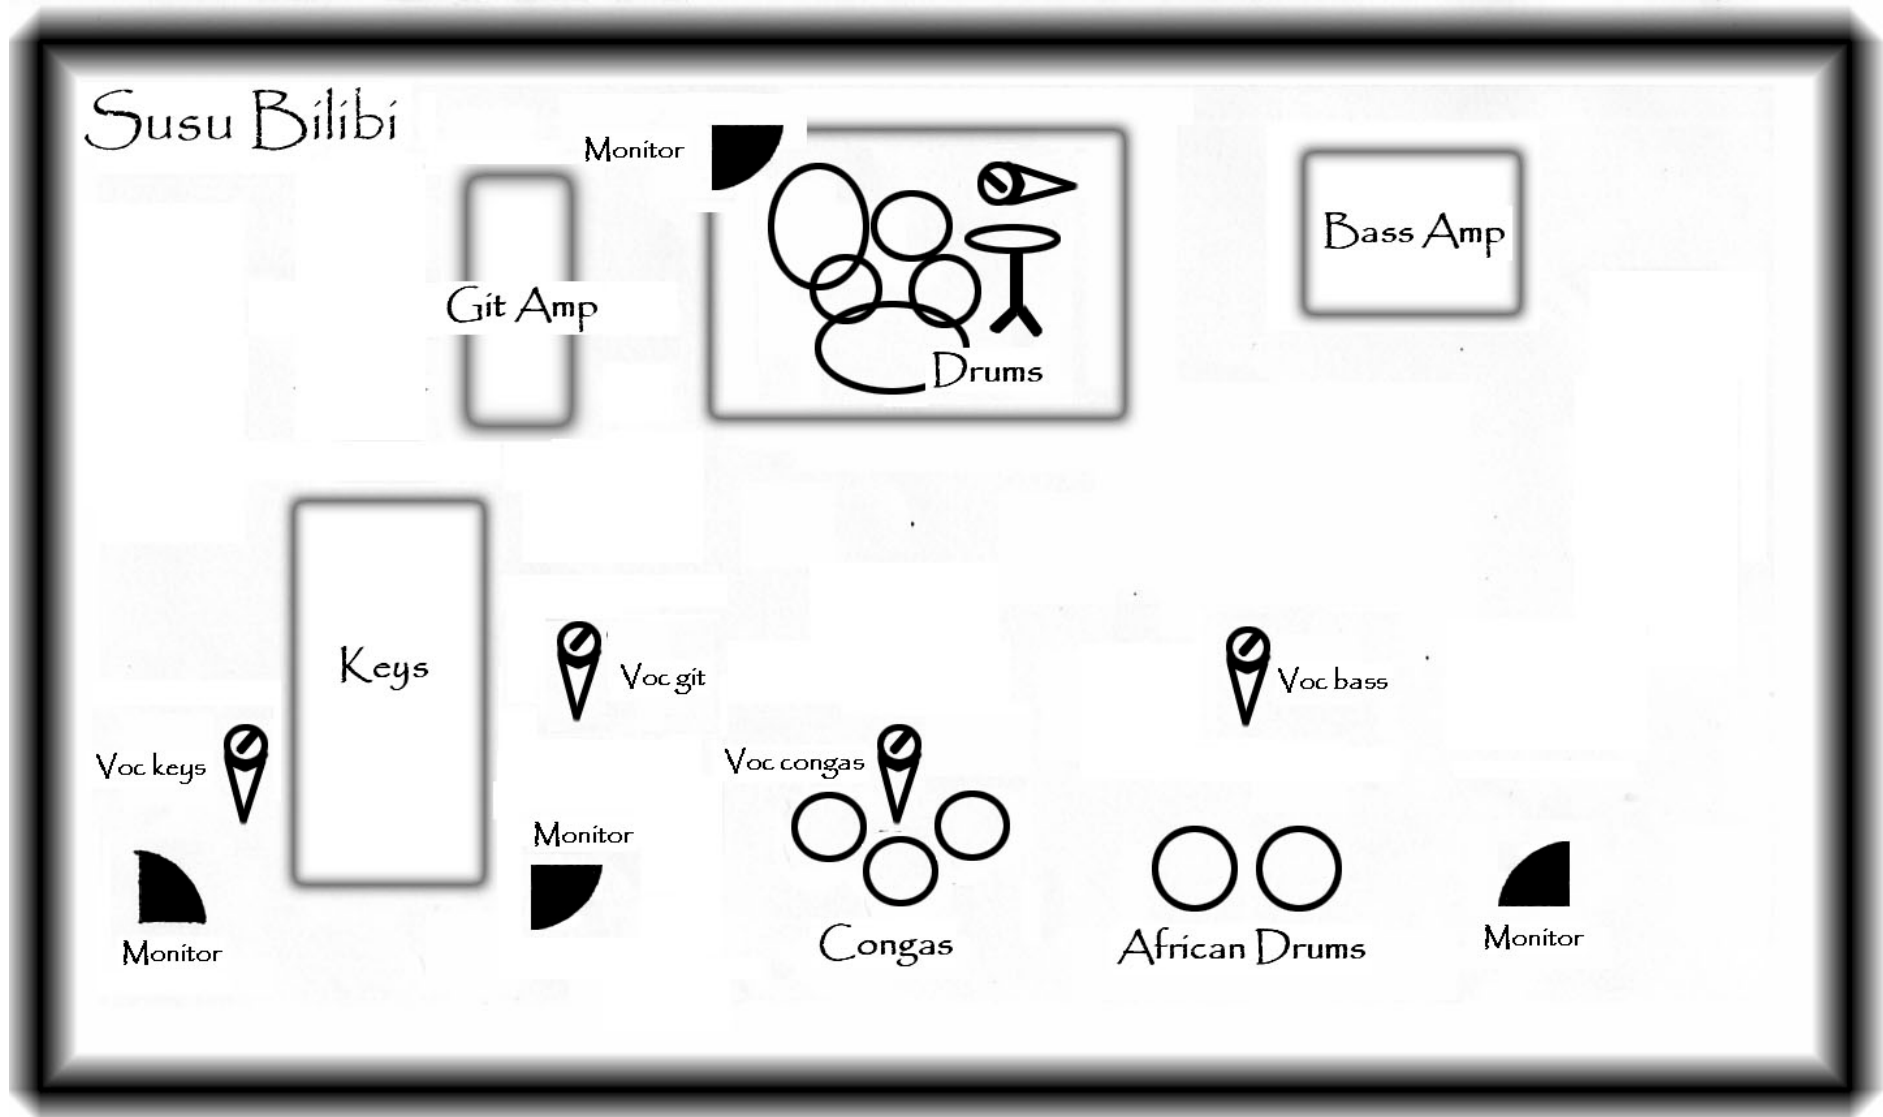 Susu Bilibi
Monitor
Bass Amp
Git Amp
Drums
Keys
Voc git
Voc bass
Voc keys
Voc congas
Monitor
Monitor
Congas
African Drums
Monitor